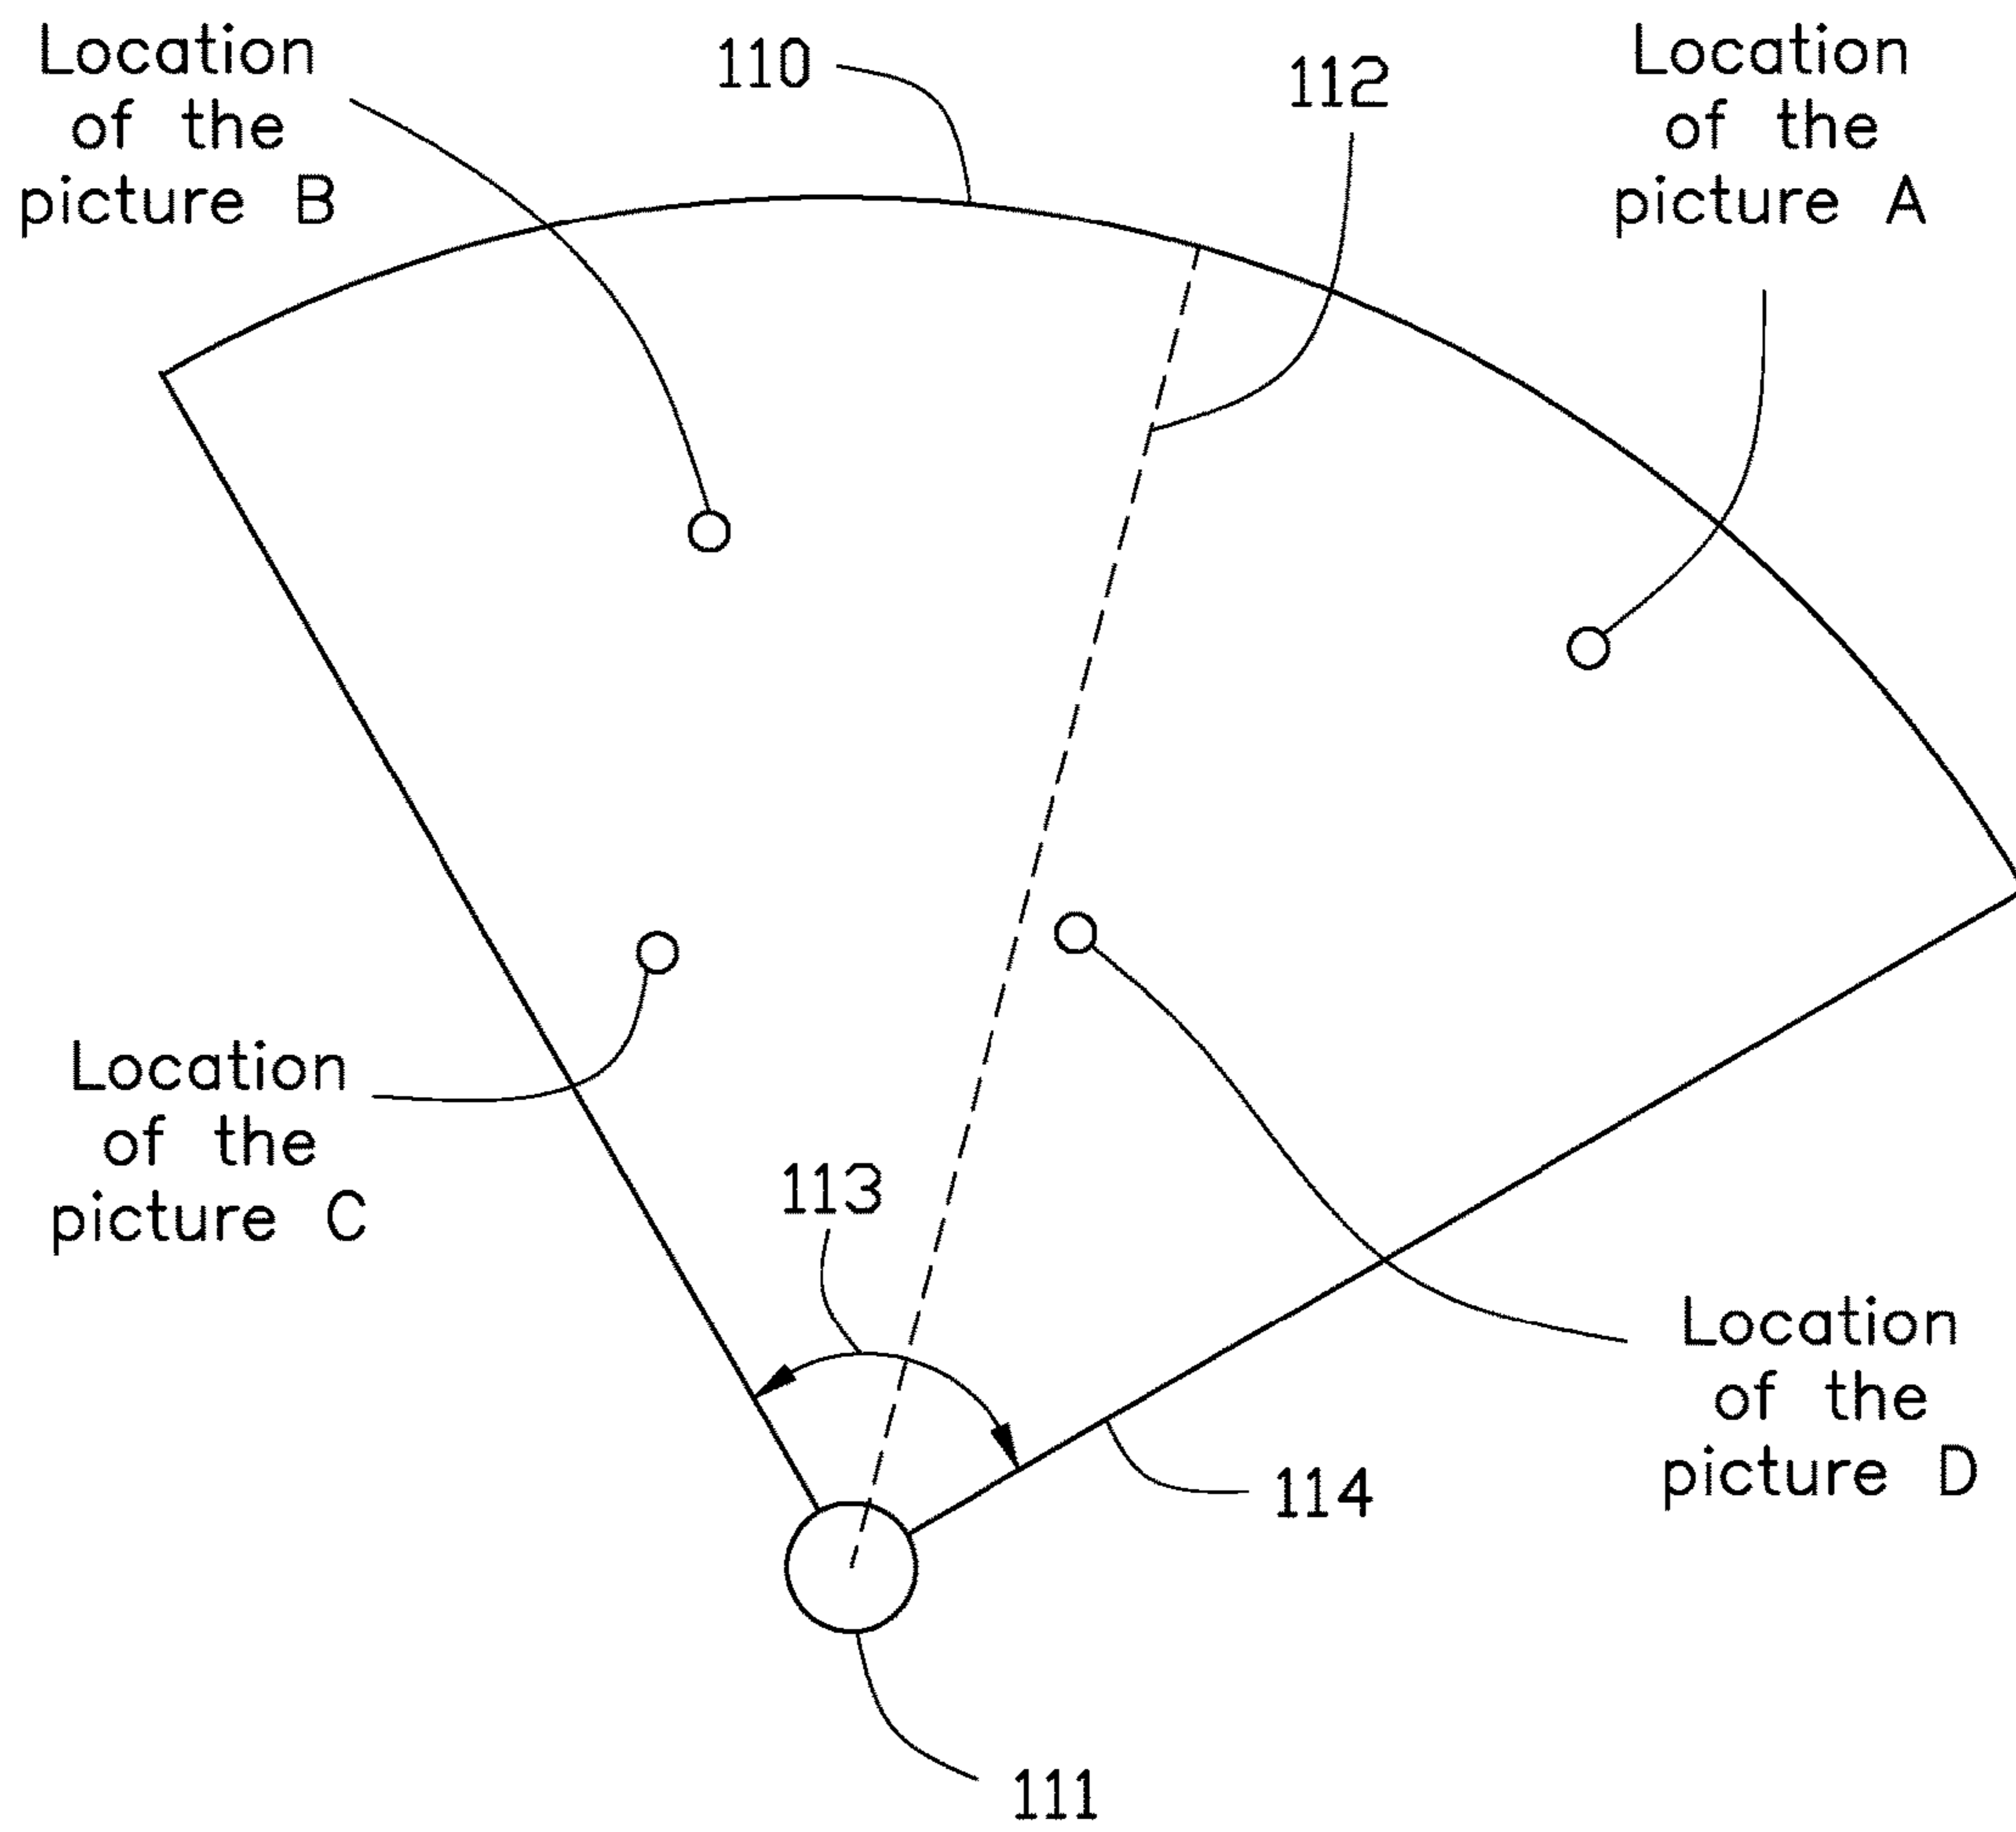 Location
of the
picture B
110
112
Location
of the
picture A
Location
of the
picture C
113
Location
of the
picture D
114
111